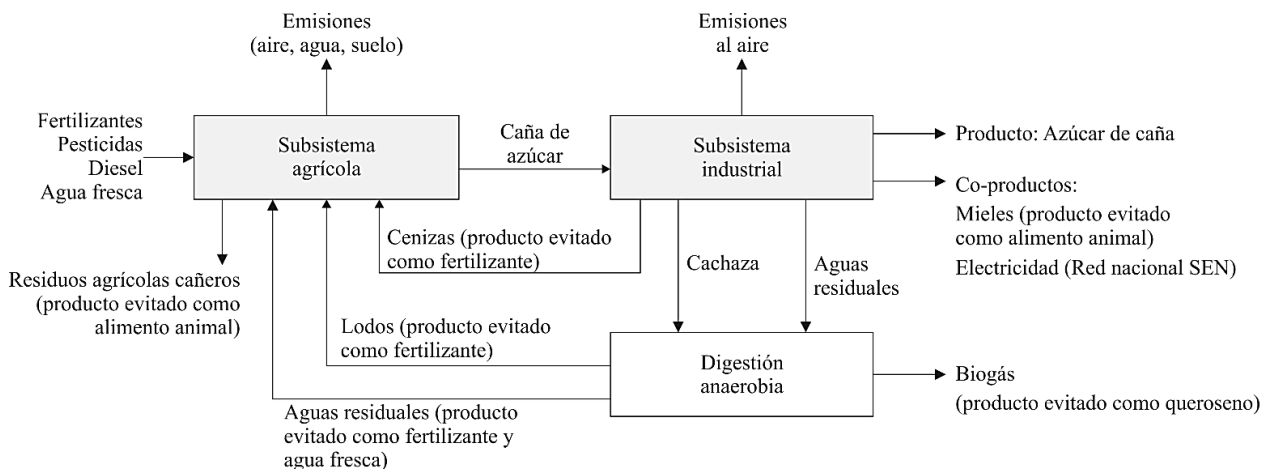 Emisiones
(aire, agua, suelo)
Emisiones
al aire
Fertilizantes
Pesticidas
Diesel
Agua fresca
Subsistema
agrícola
Caña de
azúcar
Subsistema
industrial
Producto: Azúcar de caña
Co-productos:
Mieles (producto evitado
como alimento animal)
Electricidad (Red nacional SEN)
Cenizas (producto evitado
como fertilizante)
Cachaza
Aguas
residuales
Residuos agrícolas cañeros
(producto evitado como
alimento animal)
Lodos (producto evitado
como fertilizante)
Digestión
anaerobia
Biogás
(producto evitado como queroseno)
Aguas residuales (producto
evitado como fertilizante y
agua fresca)